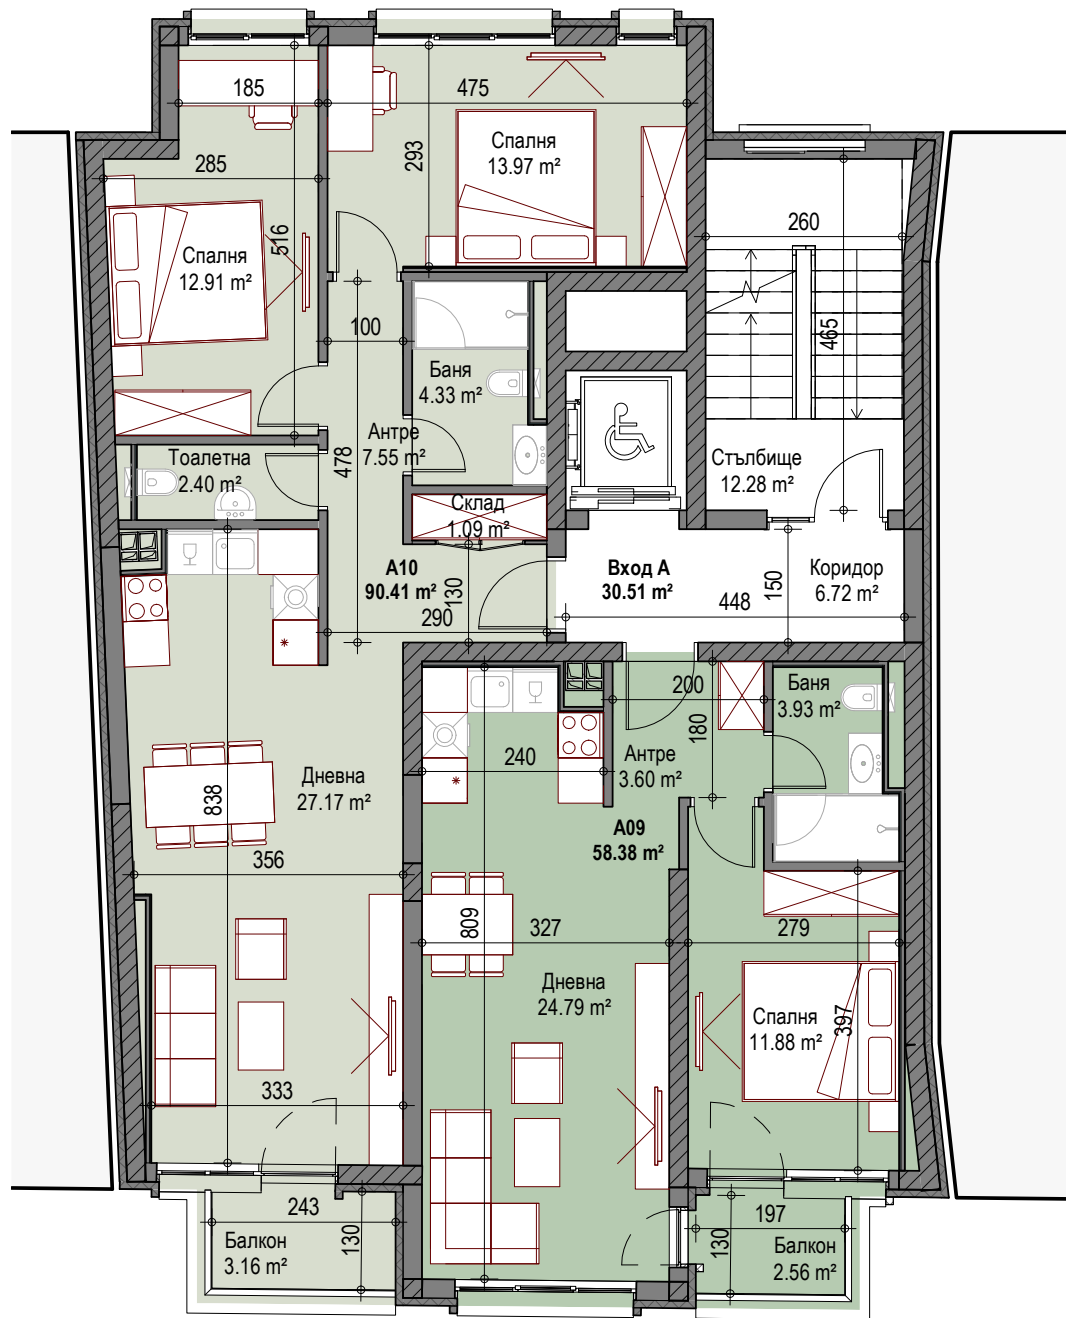 185
475
293
Спалня
13.97 m²
285
516
Спалня
12.91 m²
260
465
100
Баня
4.33 m²
Антре
7.55 m²
478
Тоалетна
2.40 m²
Склад
1.09 m²
Стълбище
12.28 m²
A10
90.41 m²
130
290
Вход А
30.51 m²
448
150
Коридор
6.72 m²
200
180
Баня
3.93 m²
240
Антре
3.60 m²
Дневна
27.17 m²
838
A09
58.38 m²
356
809
327
279
Дневна
24.79 m²
Спалня
11.88 m²
397
333
243
130
Балкон
3.16 m²
197
130
Балкон
2.56 m²